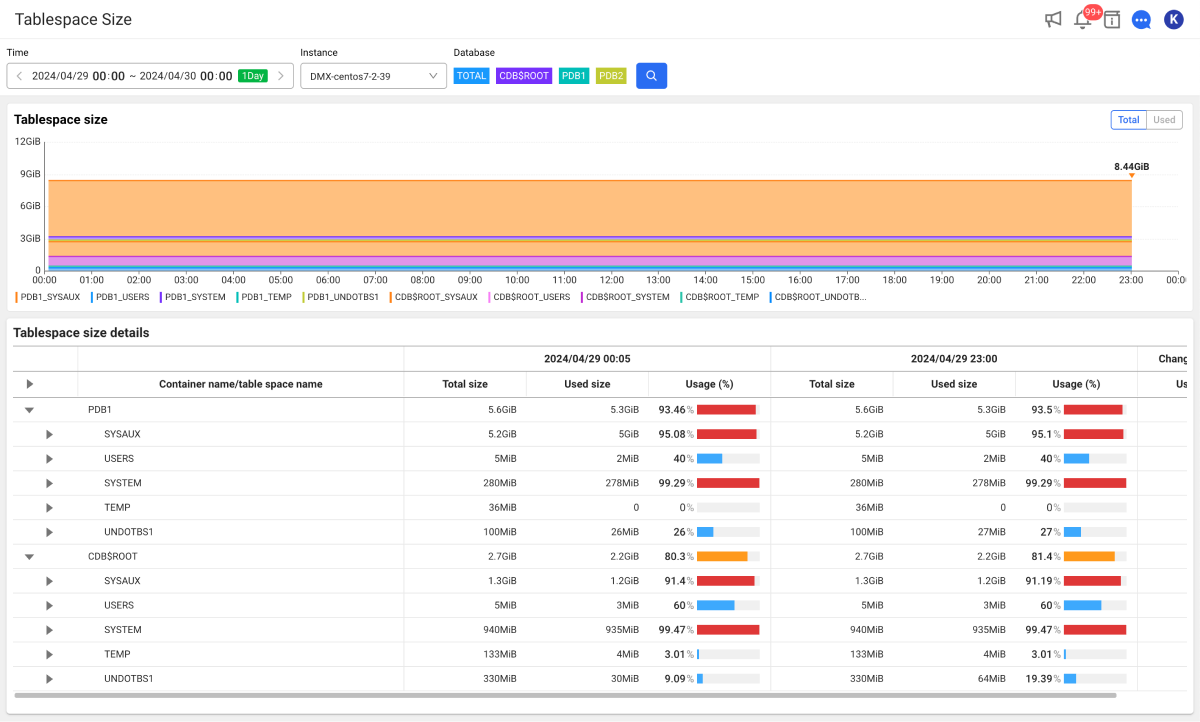 Tablespace Size
99+
K
Time
Instance
Database
2024/04/29 00:00 ~ 2024/04/30 00:00 1Day
DMX-centos7-2-39
TOTAL CDB$ROOT PDB1 PDB2
Tablespace size
Total Used
12GiB
9GiB
6GiB
3GiB
0
8.44GiB
00:00 01:00 02:00 03:00 04:00 05:00 06:00 07:00 08:00 09:00 10:00 11:00 12:00 13:00 14:00 15:00 16:00 17:00 18:00 19:00 20:00 21:00 22:00 23:00 00:0
PDB1_SYSAUX PDB1_USERS PDB1_SYSTEM PDB1_TEMP PDB1_UNDOTBS1 CDB$ROOT_SYSAUX CDB$ROOT_USERS CDB$ROOT_SYSTEM CDB$ROOT_TEMP CDB$ROOT_UNDOTB...
Tablespace size details
2024/04/29 00:05 2024/04/29 23:00 Chang
Container name/table space name Total size Used size Usage (%) Total size Used size Usage (%) Us
PDB1 5.6GiB 5.3GiB 93.46% 5.6GiB 5.3GiB 93.5%
SYSAUX 5.2GiB 5GiB 95.08% 5.2GiB 5GiB 95.1%
USERS 5MiB 2MiB 40% 5MiB 2MiB 40%
SYSTEM 280MiB 278MiB 99.29% 280MiB 278MiB 99.29%
TEMP 36MiB 0 0% 36MiB 0 0%
UNDOTBS1 100MiB 26MiB 26% 100MiB 27MiB 27%
CDB$ROOT 2.7GiB 2.2GiB 80.3% 2.7GiB 2.2GiB 81.4%
SYSAUX 1.3GiB 1.2GiB 91.4% 1.3GiB 1.2GiB 91.19%
USERS 5MiB 3MiB 60% 5MiB 3MiB 60%
SYSTEM 940MiB 935MiB 99.47% 940MiB 935MiB 99.47%
TEMP 133MiB 4MiB 3.01% 133MiB 4MiB 3.01%
UNDOTBS1 330MiB 30MiB 9.09% 330MiB 64MiB 19.39%